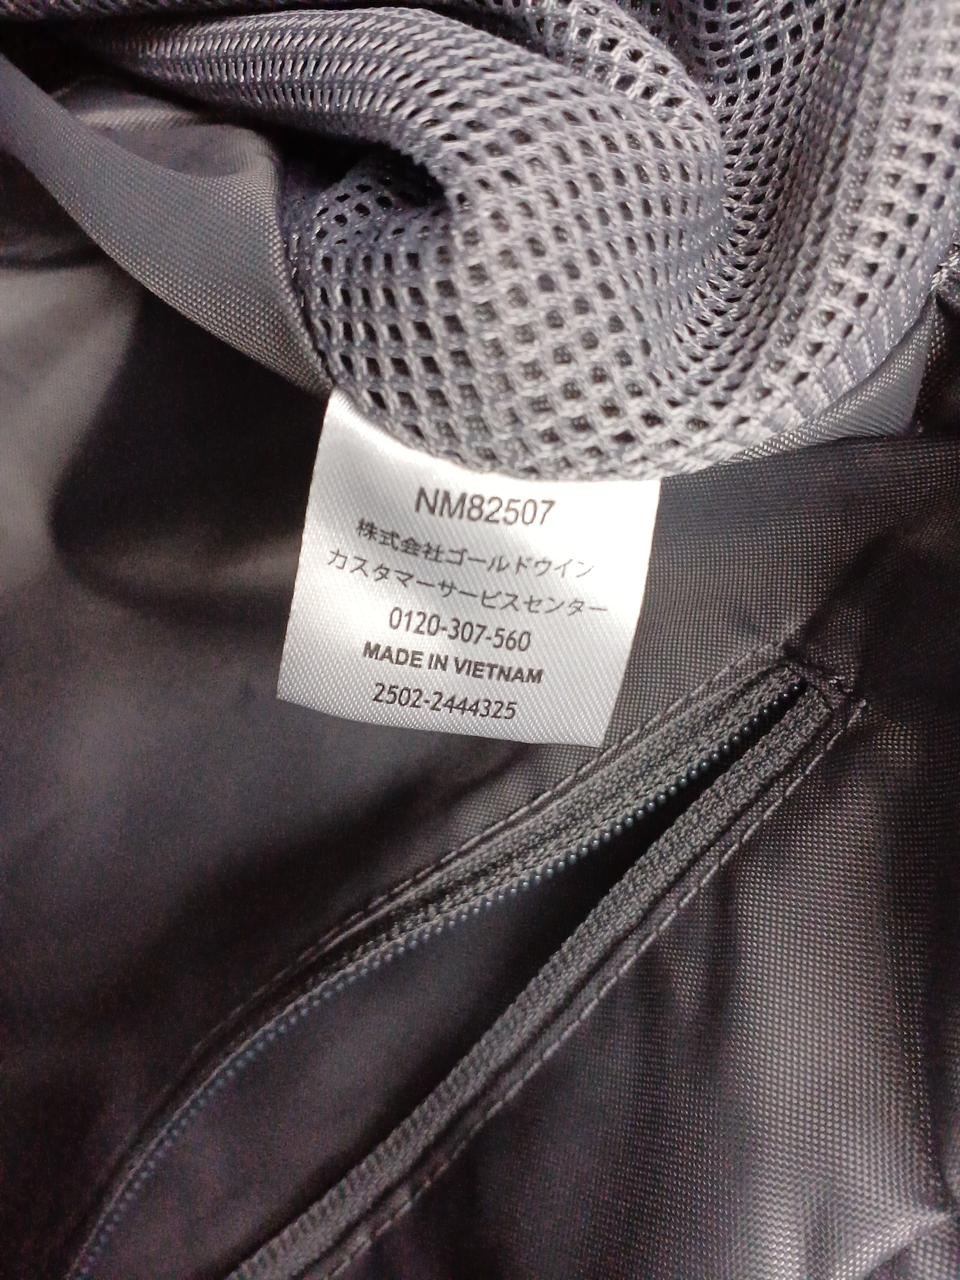 NM82507
株式会社ゴールドウイン
カスタマーサービスセンター
0120-307-560
MADE IN VIETNAM
2502-2444325